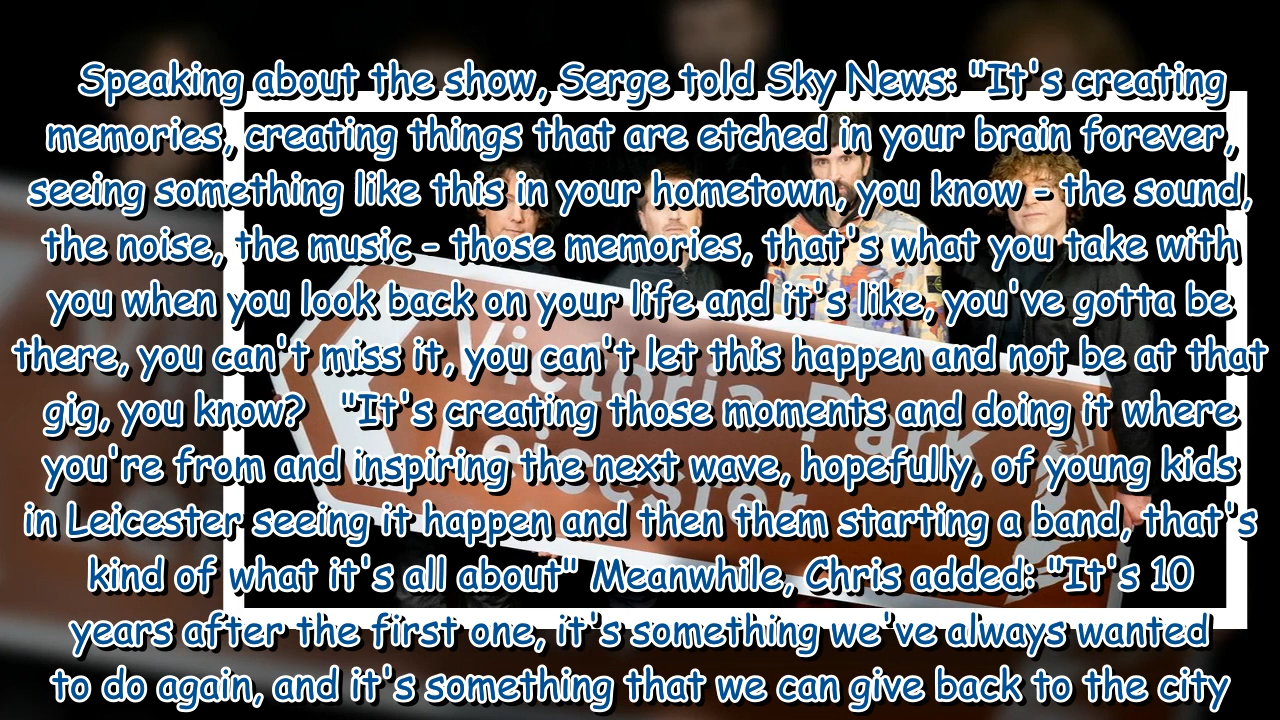 Speaking about the show, Serge told Sky News: "It's creating
memories, creating things that are etched in your brain forever,
seeing something like this in your hometown, you know - the sound,
the noise, the music - those memories, that's what you take with
you when you look back on your life and it's like, you've gotta be
there, you can't miss it, you can't let this happen and not be at that
gig, you know?   "It's creating those moments and doing it where
you're from and inspiring the next wave, hopefully, of young kids
in Leicester seeing it happen and then them starting a band, that's
kind of what it's all about" Meanwhile, Chris added: "It's 10
years after the first one, it's something we've always wanted
to do again, and it's something that we can give back to the city
Victoria Park
Leicester